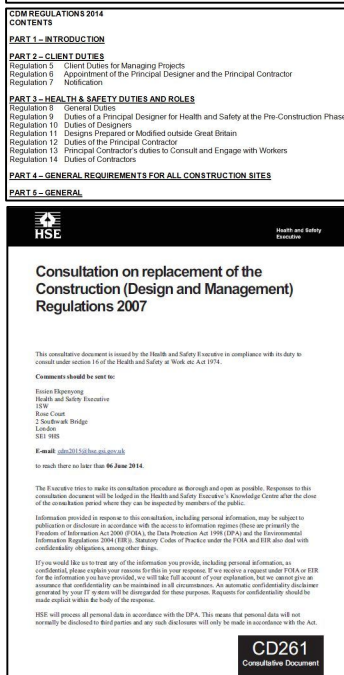 CDM REGULATIONS 2014
CONTENTS
PART 1 – INTRODUCTION
PART 2 – CLIENT DUTIES
Regulation 5 Client Duties for Managing Projects
Regulation 6 Appointment of the Principal Designer and the Principal Contractor
Regulation 7 Notification
PART 3 – HEALTH & SAFETY DUTIES AND ROLES
Regulation 8 General Duties
Regulation 9 Duties of a Principal Designer for Health and Safety at the Pre-Construction Phase
Regulation 10 Duties of Designers
Regulation 11 Designs Prepared or Modified outside Great Britain
Regulation 12 Duties of the Principal Contractor
Regulation 13 Principal Contractor's duties to Consult and Engage with Workers
Regulation 14 Duties of Contractors
PART 4 – GENERAL REQUIREMENTS FOR ALL CONSTRUCTION SITES
PART 5 – GENERAL
HSE
Health and Safety
Executive
Consultation on replacement of the
Construction (Design and Management)
Regulations 2007
This consultative document is issued by the Health and Safety Executive in compliance with its duty to
consult under section 16 of the Health and Safety at Work etc Act 1974.
Comments should be sent to:
Essien Ekpenyong
Health and Safety Executive
1SW
Rose Court
2 Southwark Bridge
London
SE1 9HS
E-mail: cdm2015@hse.gsi.gov.uk
to reach there no later than 06 June 2014.
The Executive tries to make its consultation procedure as thorough and open as possible. Responses to this
consultation document will be lodged in the Health and Safety Executive's Knowledge Centre after the close
of the consultation period where they can be inspected by members of the public.
Information provided in response to this consultation, including personal information, may be subject to
publication or disclosure in accordance with the access to information regimes (these are primarily the
Freedom of Information Act 2000 (FOIA), the Data Protection Act 1998 (DPA) and the Environmental
Information Regulations 2004 (EIR)). Statutory Codes of Practice under the FOIA and EIR also deal with
confidentiality obligations, among other things.
If you would like us to treat any of the information you provide, including personal information, as
confidential, please explain your reasons for this in your response. If we receive a request under FOIA or EIR
for the information you have provided, we will take full account of your explanation, but we cannot give an
assurance that confidentiality can be maintained in all circumstances. An automatic confidentiality disclaimer
generated by your IT system will be disregarded for these purposes. Requests for confidentiality should be
made explicit within the body of the response.
HSE will process all personal data in accordance with the DPA. This means that personal data will not
normally be disclosed to third parties and any such disclosures will only be made in accordance with the Act.
CD261
Consultative Document